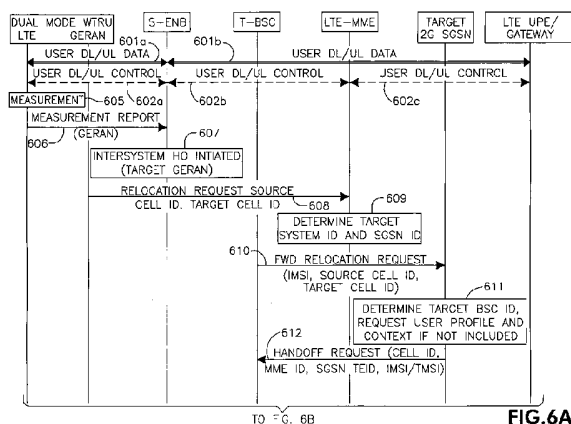 DUAL MODE WTRU
LTE GERAN
S-ENB
T-BSC
LTE-MME
TARGET
2G SGSN
LTE UPE/
GATEWAY
USER DL/UL DATA
601a
601b
USER DL/UL DATA
USER DL/UL CONTROL
USER DL/UL CONTROL
USER DL/UL CONTROL
602a
602b
602c
MEASUREMENT
605
MEASUREMENT REPORT
(GERAN)
606
607
INTERSYSTEM HO INTIATED
(TARGET GERAN)
RELOCATION REQUEST SOURCE
CELL ID, TARGET CELL ID
608
609
DETERMINE TARGET
SYSTEM ID AND SGSN ID
610
FWD RELOCATION REQUEST
(IMSI, SOURCE CELL ID,
TARGET CELL ID)
611
DETERMINE TARGET BSC ID,
REQUEST USER PROFILE AND
CONTEXT IF NOT INCLUDED
612
HANDOFF REQUEST (CELL ID,
MME ID, SGSN TEID, IMSI/TMSI)
TO FIG. 6B
FIG.6A